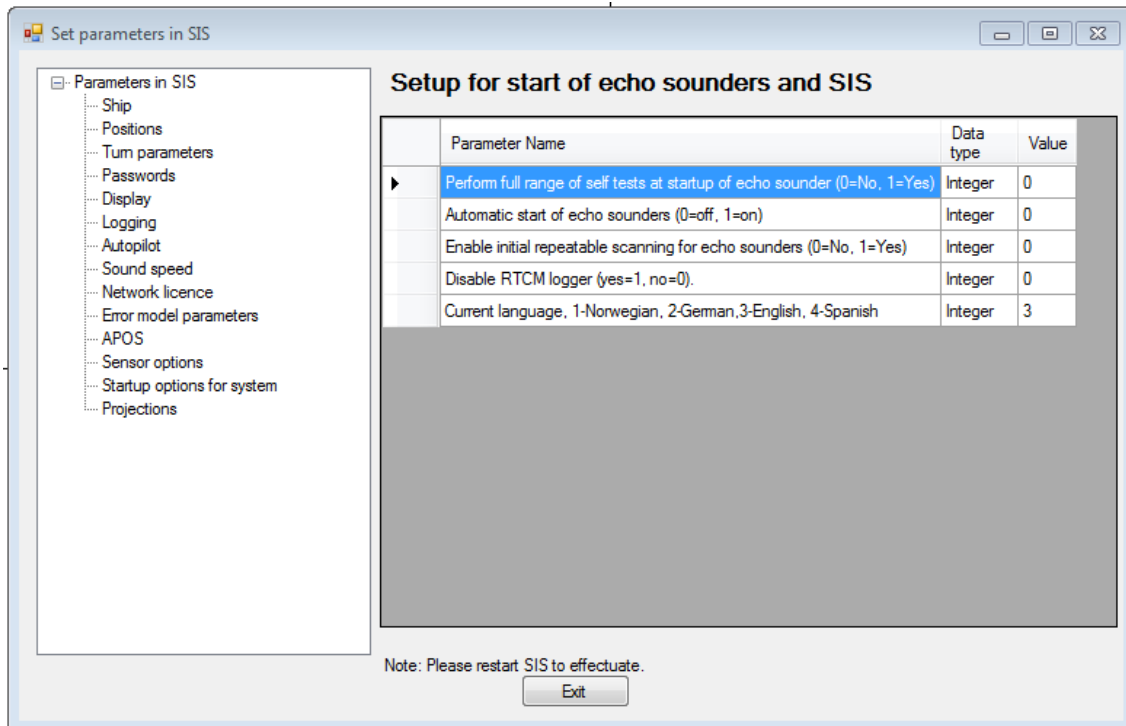 Set parameters in SIS
Parameters in SIS
Ship
Positions
Turn parameters
Passwords
Display
Logging
Autopilot
Sound speed
Network licence
Error model parameters
APOS
Sensor options
Startup options for system
Projections
Setup for start of echo sounders and SIS
Parameter Name Data type Value
Perform full range of self tests at startup of echo sounder (0=No, 1=Yes) Integer 0
Automatic start of echo sounders (0=off, 1=on) Integer 0
Enable initial repeatable scanning for echo sounders (0=No, 1=Yes) Integer 0
Disable RTCM logger (yes=1, no=0). Integer 0
Current language, 1-Norwegian, 2-German,3-English, 4-Spanish Integer 3
Note: Please restart SIS to effectuate.
Exit